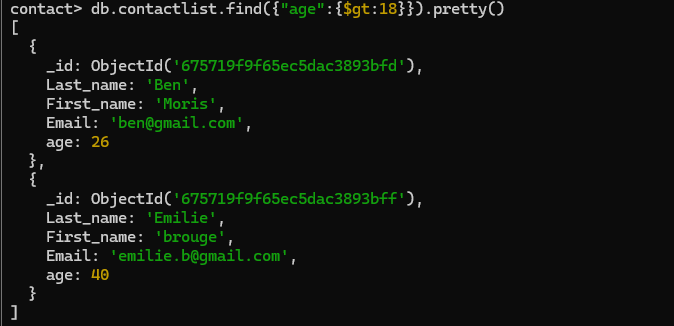 contact> db.contactlist.find({"age":{$gt:18}}).pretty()
[
  {
    _id: ObjectId('675719f9f65ec5dac3893bfd'),
    Last_name: 'Ben',
    First_name: 'Moris',
    Email: 'ben@gmail.com',
    age: 26
  },
  {
    _id: ObjectId('675719f9f65ec5dac3893bff'),
    Last_name: 'Emilie',
    First_name: 'brouge',
    Email: 'emilie.b@gmail.com',
    age: 40
  }
]